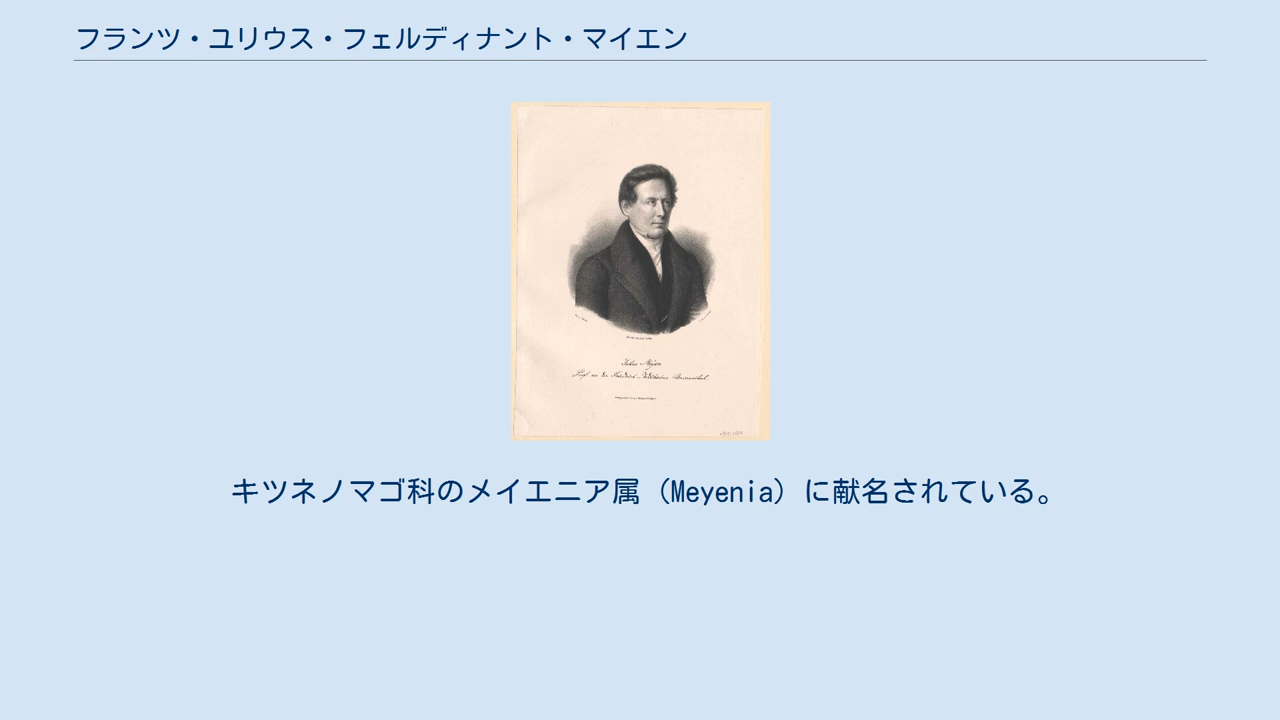 フランツ・ユリウス・フェルディナント・マイエン
キツネノマゴ科のメイエニア属（Meyenia）に献名されている。